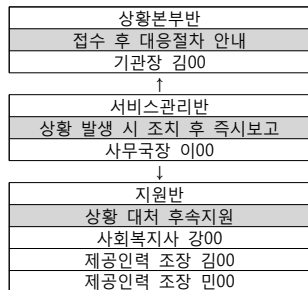 상황본부반
접수 후 대응절차 안내
기관장 김00
↑
서비스관리반
상황 발생 시 조치 후 즉시보고
사무국장 이00
↓
지원반
상황 대처 후속지원
사회복지사 강00
제공인력 조장 김00
제공인력 조장 민00